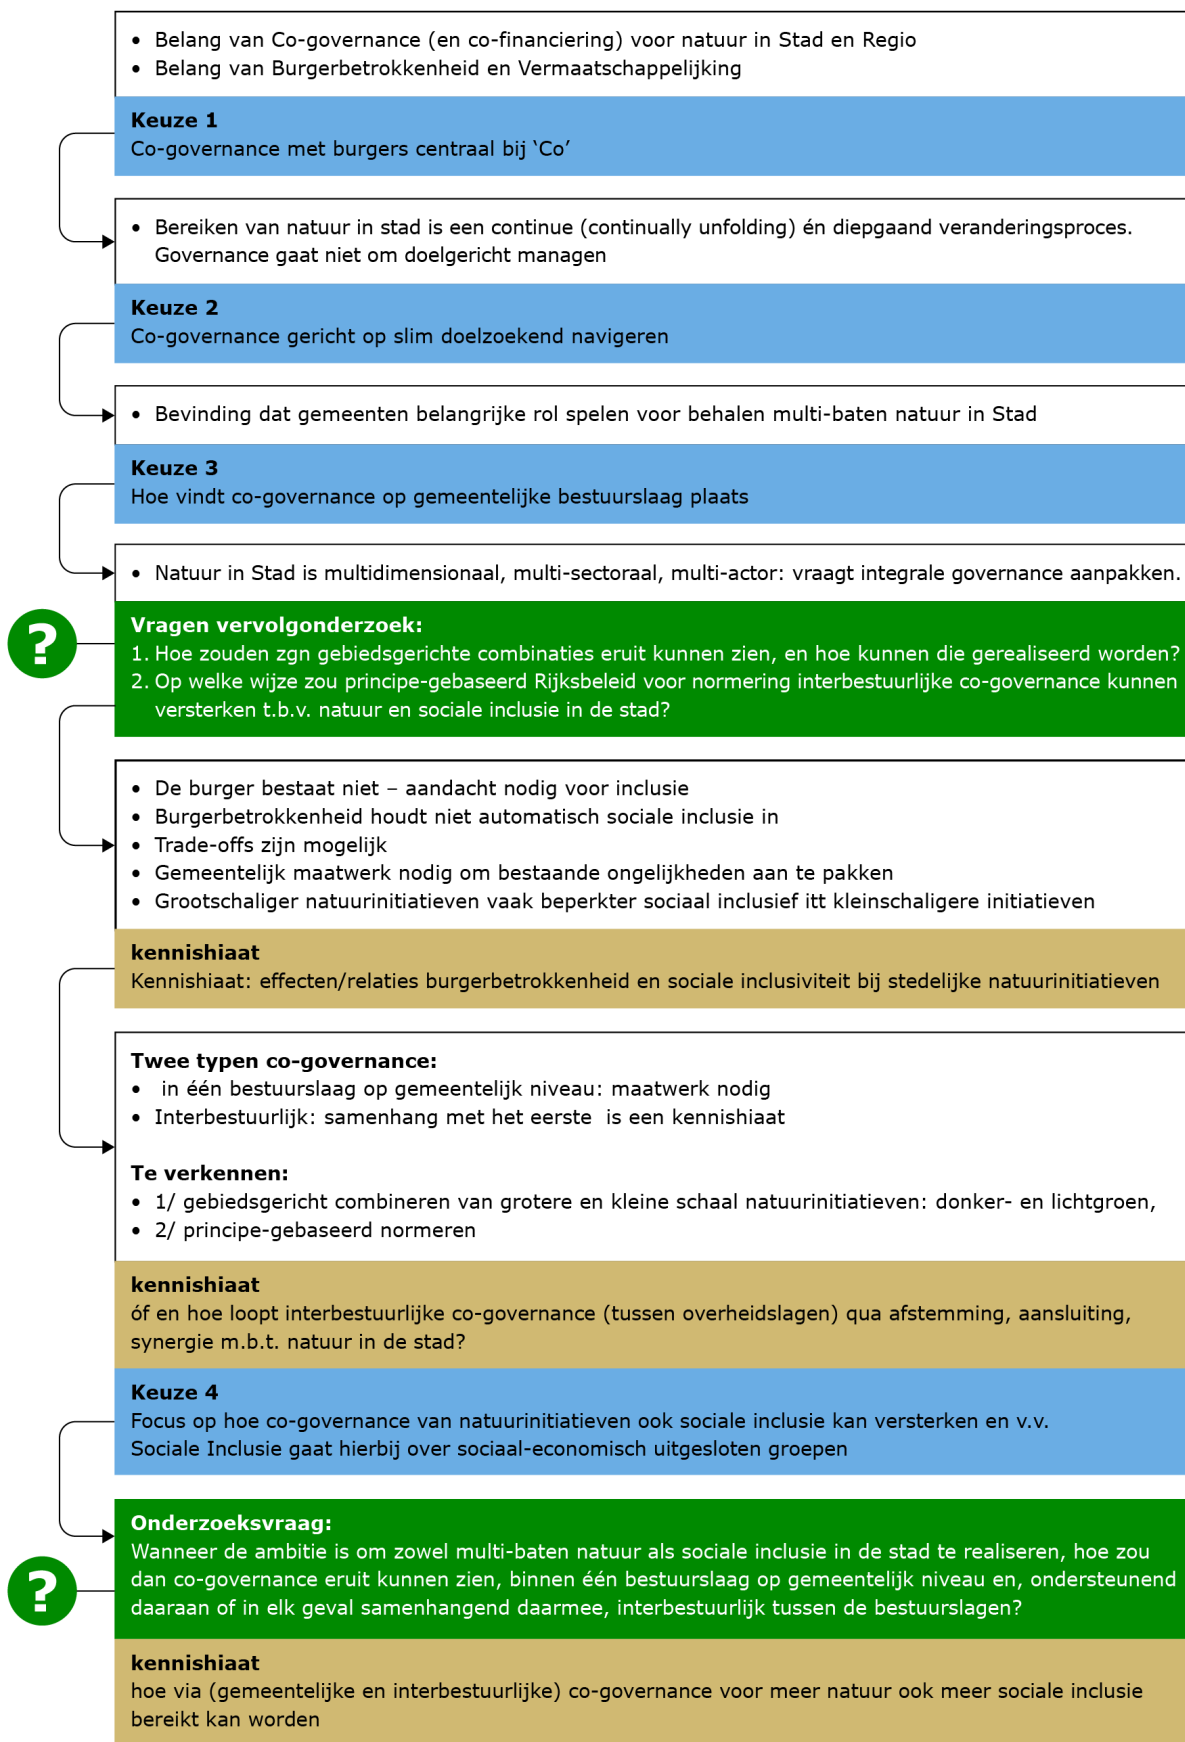 • Belang van Co-governance (en co-financiering) voor natuur in Stad en Regio
• Belang van Burgerbetrokkenheid en Vermaatschappelijking
Keuze 1
Co-governance met burgers centraal bij ‘Co’
• Bereiken van natuur in stad is een continue (continually unfolding) én diepgaand veranderingsproces.
Governance gaat niet om doelgericht managen
Keuze 2
Co-governance gericht op slim doelzoekend navigeren
• Bevinding dat gemeenten belangrijke rol spelen voor behalen multi-baten natuur in Stad
Keuze 3
Hoe vindt co-governance op gemeentelijke bestuurslaag plaats
• Natuur in Stad is multidimensionaal, multi-sectoraal, multi-actor: vraagt integrale governance aanpakken.
?
Vragen vervolgonderzoek:
1. Hoe zouden zgn gebiedsgerichte combinaties eruit kunnen zien, en hoe kunnen die gerealiseerd worden?
2. Op welke wijze zou principe-gebaseerd Rijksbeleid voor normering interbestuurlijke co-governance kunnen
versterken t.b.v. natuur en sociale inclusie in de stad?
• De burger bestaat niet – aandacht nodig voor inclusie
• Burgerbetrokkenheid houdt niet automatisch sociale inclusie in
• Trade-offs zijn mogelijk
• Gemeentelijk maatwerk nodig om bestaande ongelijkheden aan te pakken
• Grootschaliger natuurinitiatieven vaak beperkter sociaal inclusief itt kleinschaligere initiatieven
kennishiaat
Kennishiaat: effecten/relaties burgerbetrokkenheid en sociale inclusiviteit bij stedelijke natuurinitiatieven
Twee typen co-governance:
• in één bestuurslaag op gemeentelijk niveau: maatwerk nodig
• Interbestuurlijk: samenhang met het eerste is een kennishiaat
Te verkennen:
• 1/ gebiedsgericht combineren van grotere en kleine schaal natuurinitiatieven: donker- en lichtgroen,
• 2/ principe-gebaseerd normeren
kennishiaat
óf en hoe loopt interbestuurlijke co-governance (tussen overheidslagen) qua afstemming, aansluiting,
synergie m.b.t. natuur in de stad?
Keuze 4
Focus op hoe co-governance van natuurinitiatieven ook sociale inclusie kan versterken en v.v.
Sociale Inclusie gaat hierbij over sociaal-economisch uitgesloten groepen
?
Onderzoeksvraag:
Wanneer de ambitie is om zowel multi-baten natuur als sociale inclusie in de stad te realiseren, hoe zou
dan co-governance eruit kunnen zien, binnen één bestuurslaag op gemeentelijk niveau en, ondersteunend
daaraan of in elk geval samenhangend daarmee, interbestuurlijk tussen de bestuurslagen?
kennishiaat
hoe via (gemeentelijke en interbestuurlijke) co-governance voor meer natuur ook meer sociale inclusie
bereikt kan worden